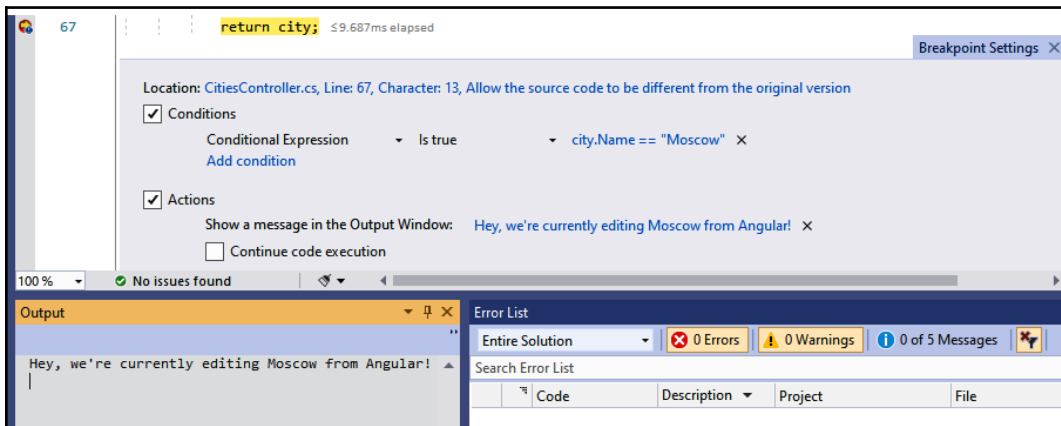 67 return city; ≤9.687ms elapsed
Breakpoint Settings
Location: CitiesController.cs, Line: 67, Character: 13, Allow the source code to be different from the original version
Conditions
Conditional Expression Is true city.Name == "Moscow"
Add condition
Actions
Show a message in the Output Window: Hey, we're currently editing Moscow from Angular!
Continue code execution
100 % No issues found
Output
Hey, we're currently editing Moscow from Angular!
Error List
Entire Solution 0 Errors 0 Warnings 0 of 5 Messages
Search Error List
Code Description Project File